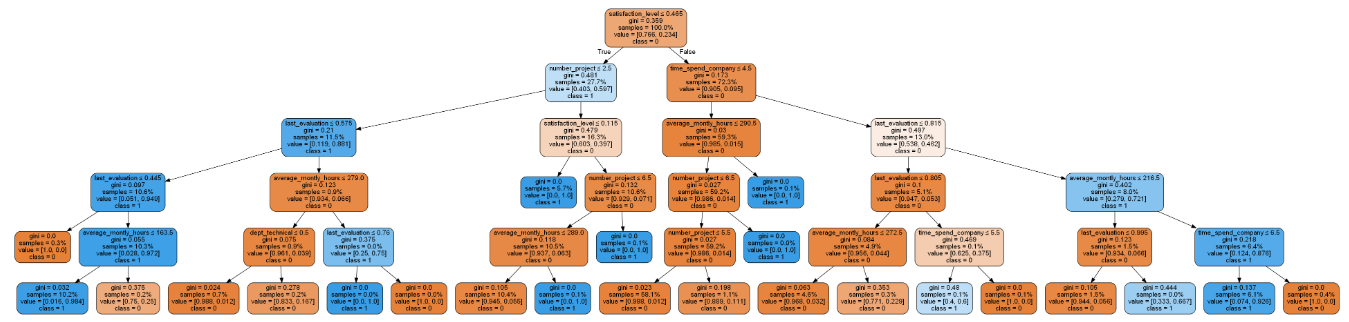 satisfaction_level ≤ 0.465
gini = 0.359
samples = 100.0%
value = [0.766, 0.234]
class = 0
True
False
number_project ≤ 2.5
gini = 0.481
samples = 27.7%
value = [0.403, 0.597]
class = 1
time_spend_company ≤ 4.5
gini = 0.173
samples = 72.3%
value = [0.905, 0.095]
class = 0
last_evaluation ≤ 0.575
gini = 0.21
samples = 11.5%
value = [0.119, 0.881]
class = 1
satisfaction_level ≤ 0.115
gini = 0.479
samples = 16.3%
value = [0.603, 0.397]
class = 0
average_montly_hours ≤ 290.5
gini = 0.03
samples = 59.3%
value = [0.985, 0.015]
class = 0
last_evaluation ≤ 0.815
gini = 0.497
samples = 13.0%
value = [0.538, 0.462]
class = 0
last_evaluation ≤ 0.445
gini = 0.097
samples = 10.6%
value = [0.051, 0.949]
class = 1
average_montly_hours ≤ 279.0
gini = 0.123
samples = 0.9%
value = [0.934, 0.066]
class = 0
gini = 0.0
samples = 5.7%
value = [0.0, 1.0]
class = 1
number_project ≤ 6.5
gini = 0.132
samples = 10.6%
value = [0.929, 0.071]
class = 0
number_project ≤ 6.5
gini = 0.027
samples = 59.2%
value = [0.986, 0.014]
class = 0
gini = 0.0
samples = 0.1%
value = [0.0, 1.0]
class = 1
last_evaluation ≤ 0.805
gini = 0.1
samples = 5.1%
value = [0.947, 0.053]
class = 0
average_montly_hours ≤ 216.5
gini = 0.402
samples = 8.0%
value = [0.279, 0.721]
class = 1
gini = 0.0
samples = 0.3%
value = [1.0, 0.0]
class = 0
average_montly_hours ≤ 163.5
gini = 0.055
samples = 10.3%
value = [0.028, 0.972]
class = 1
dept_technical ≤ 0.5
gini = 0.075
samples = 0.9%
value = [0.961, 0.039]
class = 0
last_evaluation ≤ 0.76
gini = 0.375
samples = 0.0%
value = [0.25, 0.75]
class = 1
average_montly_hours ≤ 289.0
gini = 0.118
samples = 10.5%
value = [0.937, 0.063]
class = 0
gini = 0.0
samples = 0.1%
value = [0.0, 1.0]
class = 1
number_project ≤ 5.5
gini = 0.027
samples = 59.2%
value = [0.986, 0.014]
class = 0
gini = 0.0
samples = 0.0%
value = [0.0, 1.0]
class = 1
average_montly_hours ≤ 272.5
gini = 0.084
samples = 4.9%
value = [0.956, 0.044]
class = 0
time_spend_company ≤ 5.5
gini = 0.469
samples = 0.1%
value = [0.625, 0.375]
class = 0
last_evaluation ≤ 0.995
gini = 0.123
samples = 1.5%
value = [0.934, 0.066]
class = 0
time_spend_company ≤ 6.5
gini = 0.218
samples = 6.4%
value = [0.124, 0.876]
class = 1
gini = 0.032
samples = 10.2%
value = [0.016, 0.984]
class = 1
gini = 0.375
samples = 0.2%
value = [0.75, 0.25]
class = 0
gini = 0.024
samples = 0.7%
value = [0.988, 0.012]
class = 0
gini = 0.278
samples = 0.2%
value = [0.833, 0.167]
class = 0
gini = 0.0
samples = 0.0%
value = [0.0, 1.0]
class = 1
gini = 0.0
samples = 0.0%
value = [1.0, 0.0]
class = 0
gini = 0.105
samples = 10.4%
value = [0.945, 0.055]
class = 0
gini = 0.0
samples = 0.1%
value = [0.0, 1.0]
class = 1
gini = 0.023
samples = 58.1%
value = [0.988, 0.012]
class = 0
gini = 0.198
samples = 1.1%
value = [0.889, 0.111]
class = 0
gini = 0.063
samples = 4.6%
value = [0.968, 0.032]
class = 0
gini = 0.353
samples = 0.3%
value = [0.771, 0.229]
class = 0
gini = 0.48
samples = 0.1%
value = [0.4, 0.6]
class = 1
gini = 0.0
samples = 0.1%
value = [1.0, 0.0]
class = 0
gini = 0.105
samples = 1.5%
value = [0.944, 0.056]
class = 0
gini = 0.444
samples = 0.0%
value = [0.333, 0.667]
class = 1
gini = 0.137
samples = 6.1%
value = [0.074, 0.926]
class = 1
gini = 0.0
samples = 0.4%
value = [1.0, 0.0]
class = 0